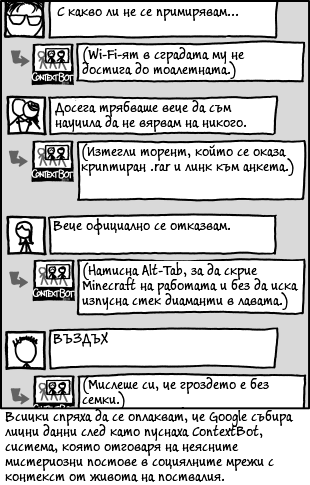 С какво ли не се примирявам...
(Wi-Fi-ят в сградата му не
достига до тоалетната.)
ContextBot
Досега трябваше вече да съм
научила да не вярвам на никого.
(Изтегли торент, който се оказа
криптиран .rar и линк към анкета.)
ContextBot
Вече официално се отказвам.
(Натисна Alt-Tab, за да скрие
Minecraft на работата и без да иска
изпусна стек диаманти в лавата.)
ContextBot
ВЪЗДЪХ
(Мислеше си, че гроздето е без
семки.)
ContextBot
Всички спряха да се оплакват, че Google събира
лични данни след като пуснаха ContextBot,
система, която отговаря на неясните
мистериозни постове в социялните мрежи с
контекст от живота на поствалия.